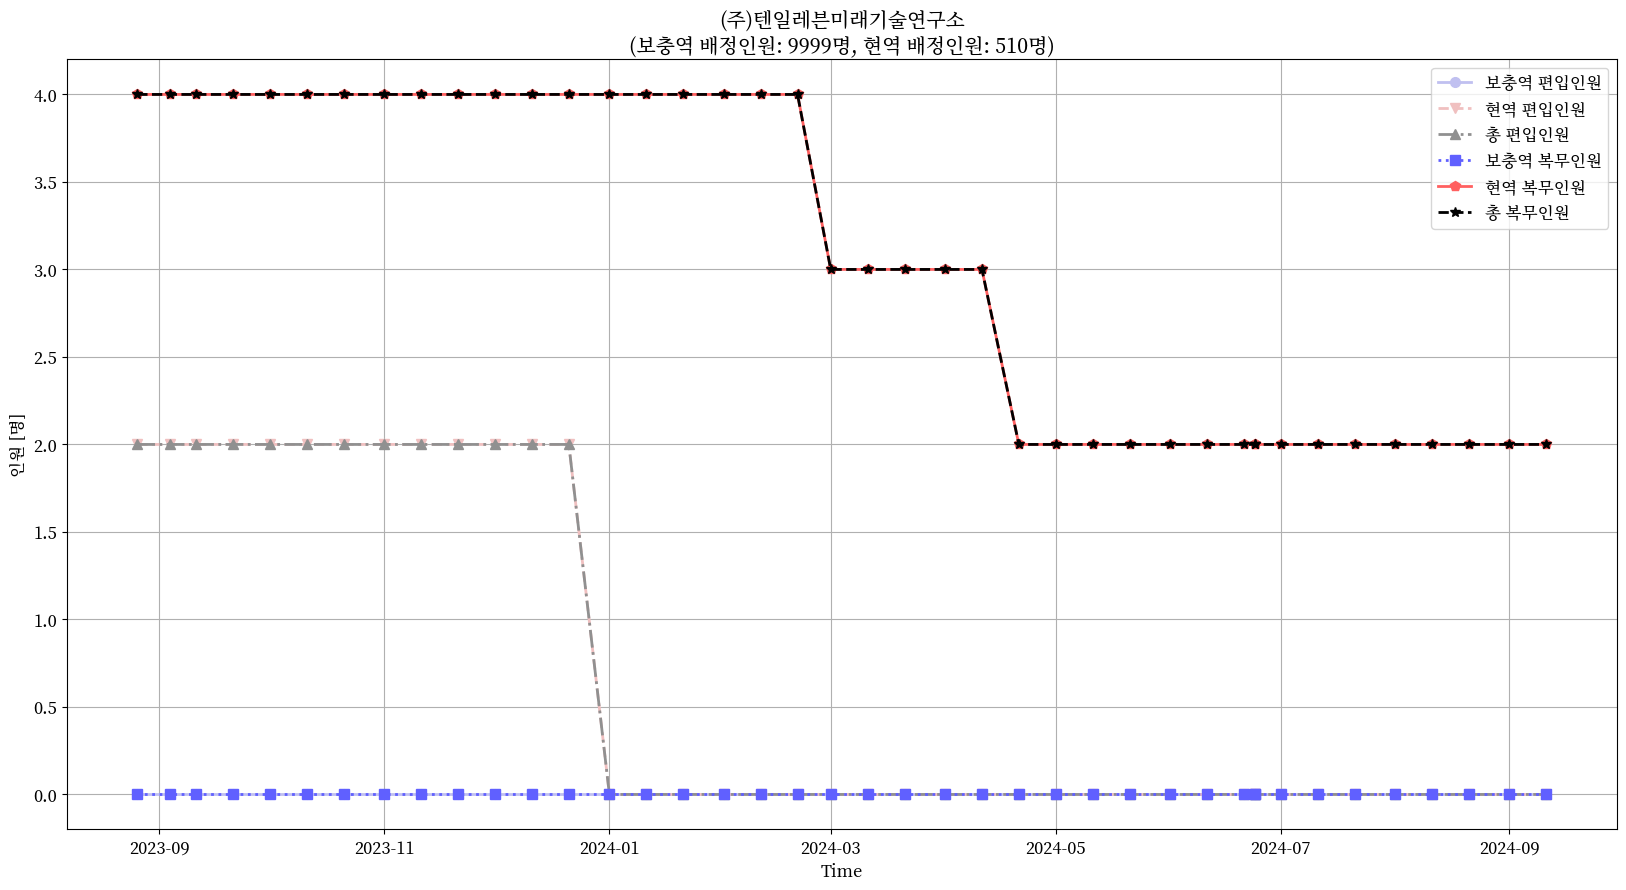 (주)텐일레븐미래기술연구소
(보충역 배정인원: 9999명, 현역 배정인원: 510명)
보충역 편입인원
현역 편입인원
총 편입인원
보충역 복무인원
현역 복무인원
총 복무인원
4.0
3.5
3.0
2.5
2.0
1.5
1.0
0.5
0.0
인원 [명]
2023-09
2023-11
2024-01
2024-03
2024-05
2024-07
2024-09
Time